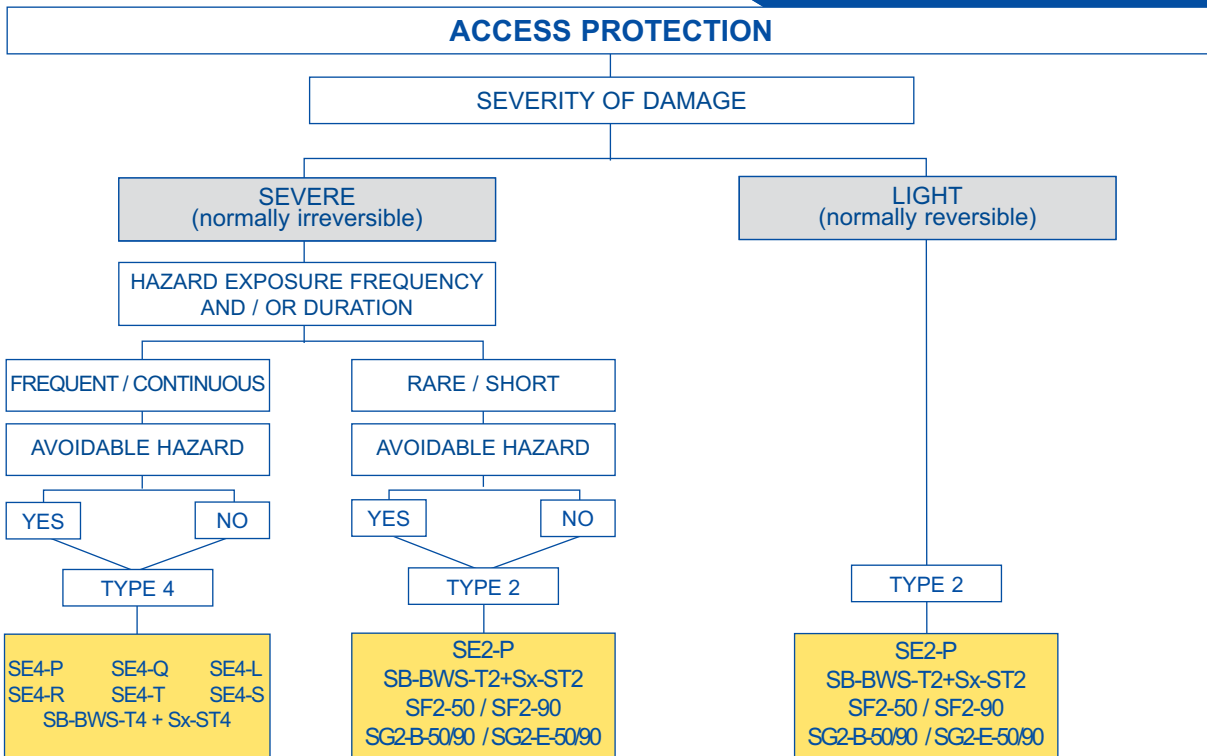 ACCESS PROTECTION
SEVERITY OF DAMAGE
SEVERE
(normally irreversible)
LIGHT
(normally reversible)
HAZARD EXPOSURE FREQUENCY
AND / OR DURATION
FREQUENT / CONTINUOUS
RARE / SHORT
AVOIDABLE HAZARD
AVOIDABLE HAZARD
YES
NO
YES
NO
TYPE 4
TYPE 2
TYPE 2
SE4-P SE4-Q SE4-L
SE4-R SE4-T SE4-S
SB-BWS-T4 + Sx-ST4
SE2-P
SB-BWS-T2+Sx-ST2
SF2-50 / SF2-90
SG2-B-50/90 / SG2-E-50/90
SE2-P
SB-BWS-T2+Sx-ST2
SF2-50 / SF2-90
SG2-B-50/90 / SG2-E-50/90